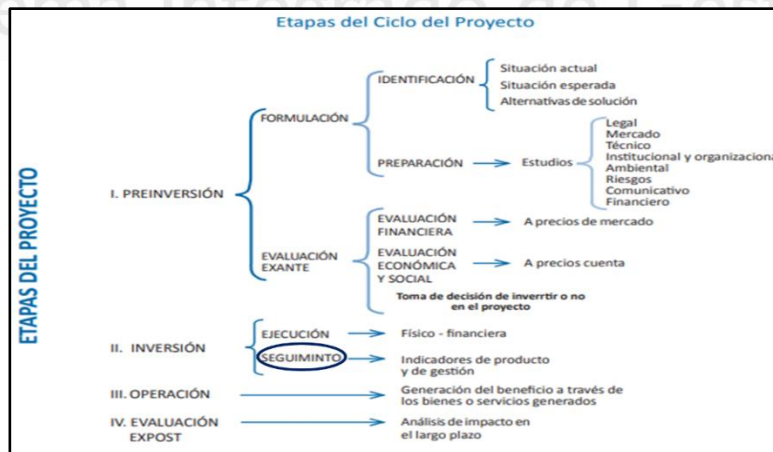 Etapas del Ciclo del Proyecto
ETAPAS DEL PROYECTO
I. PREINVERSIÓN
FORMULACIÓN
IDENTIFICACIÓN
Situación actual
Situación esperada
Alternativas de solución
PREPARACIÓN
Estudios
Legal
Mercado
Técnico
Institucional y organizaciona
Ambiental
Riesgos
Comunicativo
Financiero
EVALUACIÓN
EXANTE
EVALUACIÓN
FINANCIERA
A precios de mercado
EVALUACIÓN
ECONÓMICA
Y SOCIAL
A precios cuenta
Toma de decisión de inverrtir o no
en el proyecto
II. INVERSIÓN
EJECUCIÓN
Físico - financiera
SEGUIMINTO
Indicadores de producto
y de gestión
III. OPERACIÓN
Generación del beneficio a través de
los bienes o servicios generados
IV. EVALUACIÓN
EXPOST
Análisis de impacto en
el largo plazo